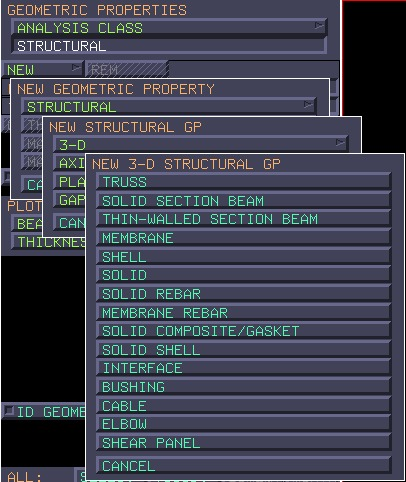 GEOMETRIC PROPERTIES
ANALYSIS CLASS
STRUCTURAL
NEW
REM
NEW GEOMETRIC PROPERTY
STRUCTURAL
TH
MA
MA
CA
NEW STRUCTURAL GP
3-D
AXI
PLA
GAP
CAN
NEW 3-D STRUCTURAL GP
TRUSS
SOLID SECTION BEAM
THIN-WALLED SECTION BEAM
MEMBRANE
SHELL
SOLID
SOLID REBAR
MEMBRANE REBAR
SOLID COMPOSITE/GASKET
SOLID SHELL
INTERFACE
BUSHING
CABLE
ELBOW
SHEAR PANEL
CANCEL
PLOT
BEA
THICKNES
ID GEOME
ALL: